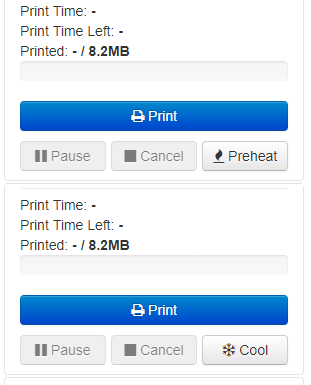 Print Time: -
Print Time Left: -
Printed: - / 8.2MB
Print
Pause Cancel Preheat
Print Time: -
Print Time Left: -
Printed: - / 8.2MB
Print
Pause Cancel Cool